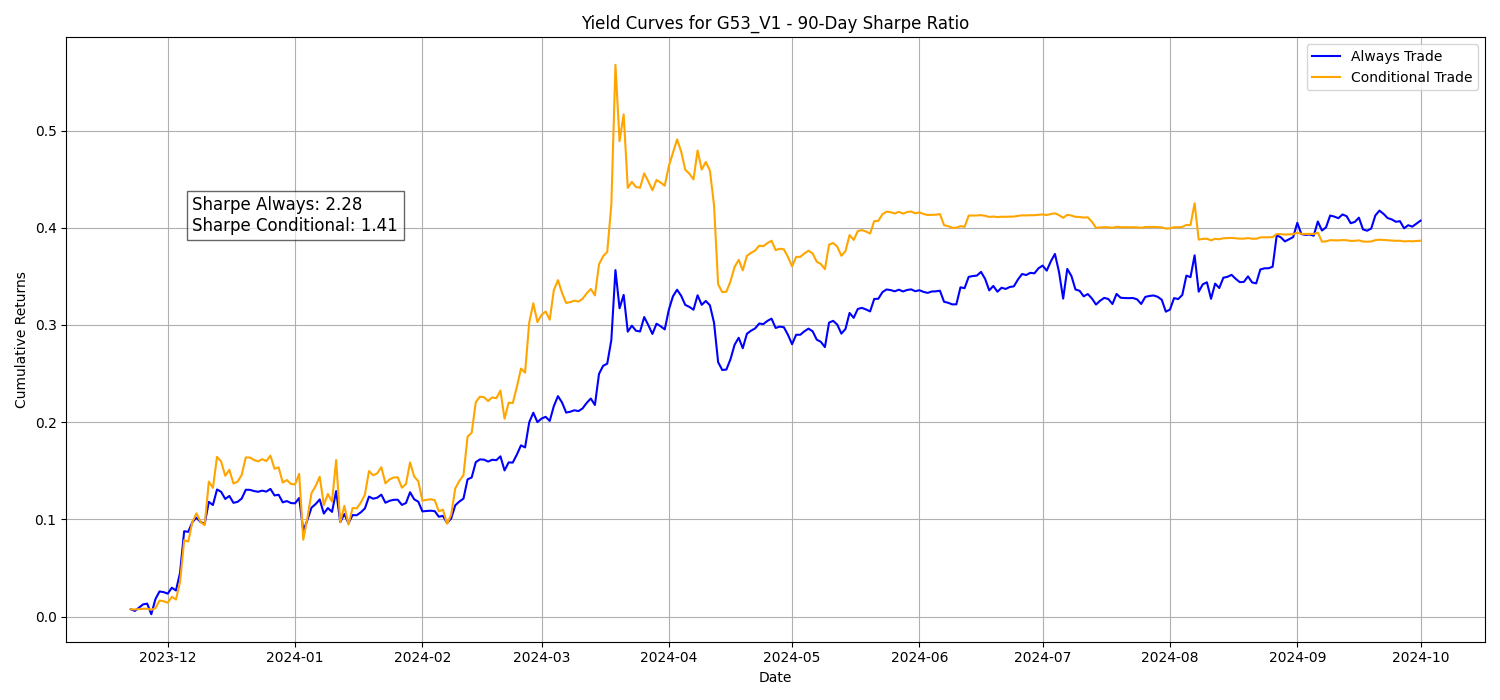 Yield Curves for G53_V1 - 90-Day Sharpe Ratio
Always Trade
Conditional Trade
Sharpe Always: 2.28
Sharpe Conditional: 1.41
Cumulative Returns
0.5
0.4
0.3
0.2
0.1
0.0
2023-12
2024-01
2024-02
2024-03
2024-04
2024-05
2024-06
2024-07
2024-08
2024-09
2024-10
Date